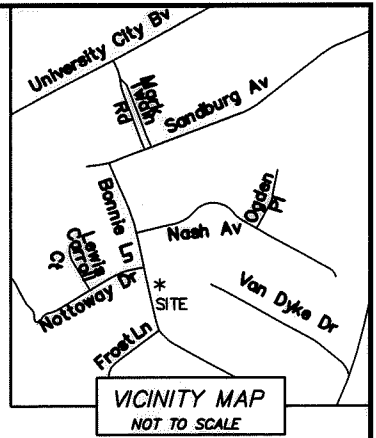 University City Bv
Mark
Twain
Rd
Sandburg Av
Bonnie Ln
Ogden
Pl
Nash Av
Lewis
Carroll
Ct
Nottoway Dr
*
SITE
Van Dyke Dr
Frost Ln
VICINITY MAP
NOT TO SCALE